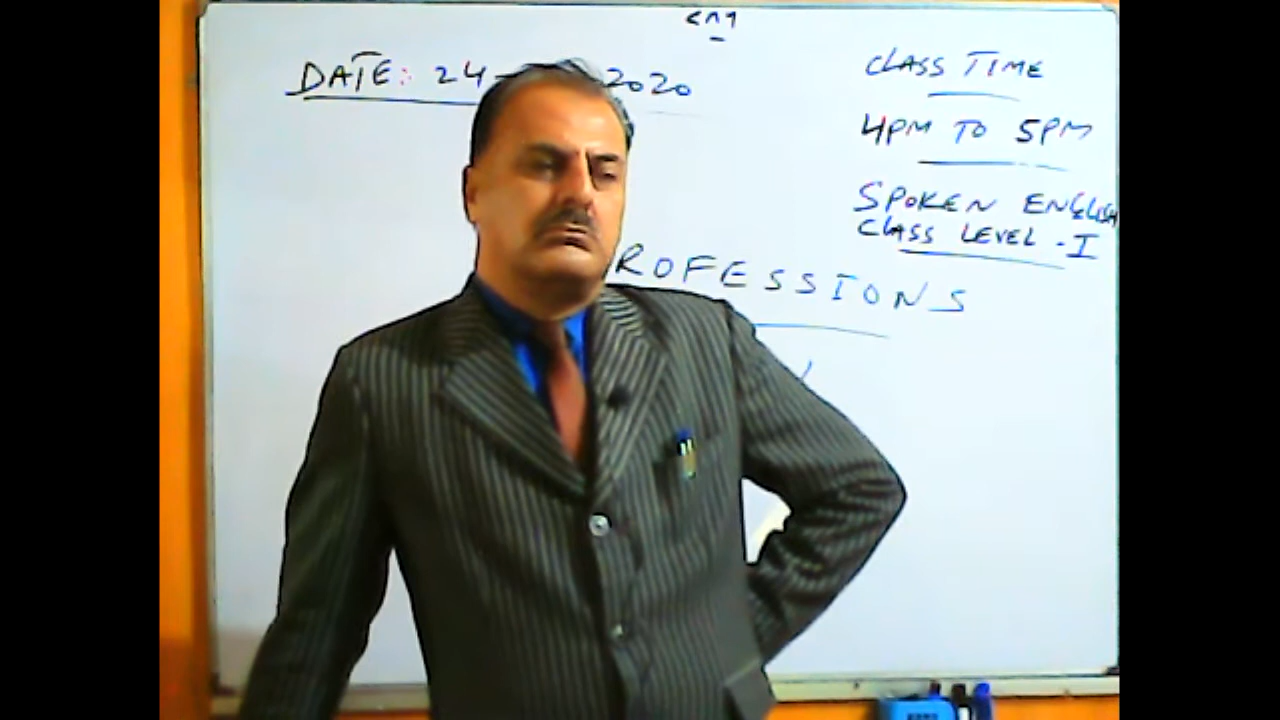 DATE: 24- 2020
CLASS TIME
4PM TO 5PM
SPOKEN ENGLISH
CLASS LEVEL - I
ROFESSIONS